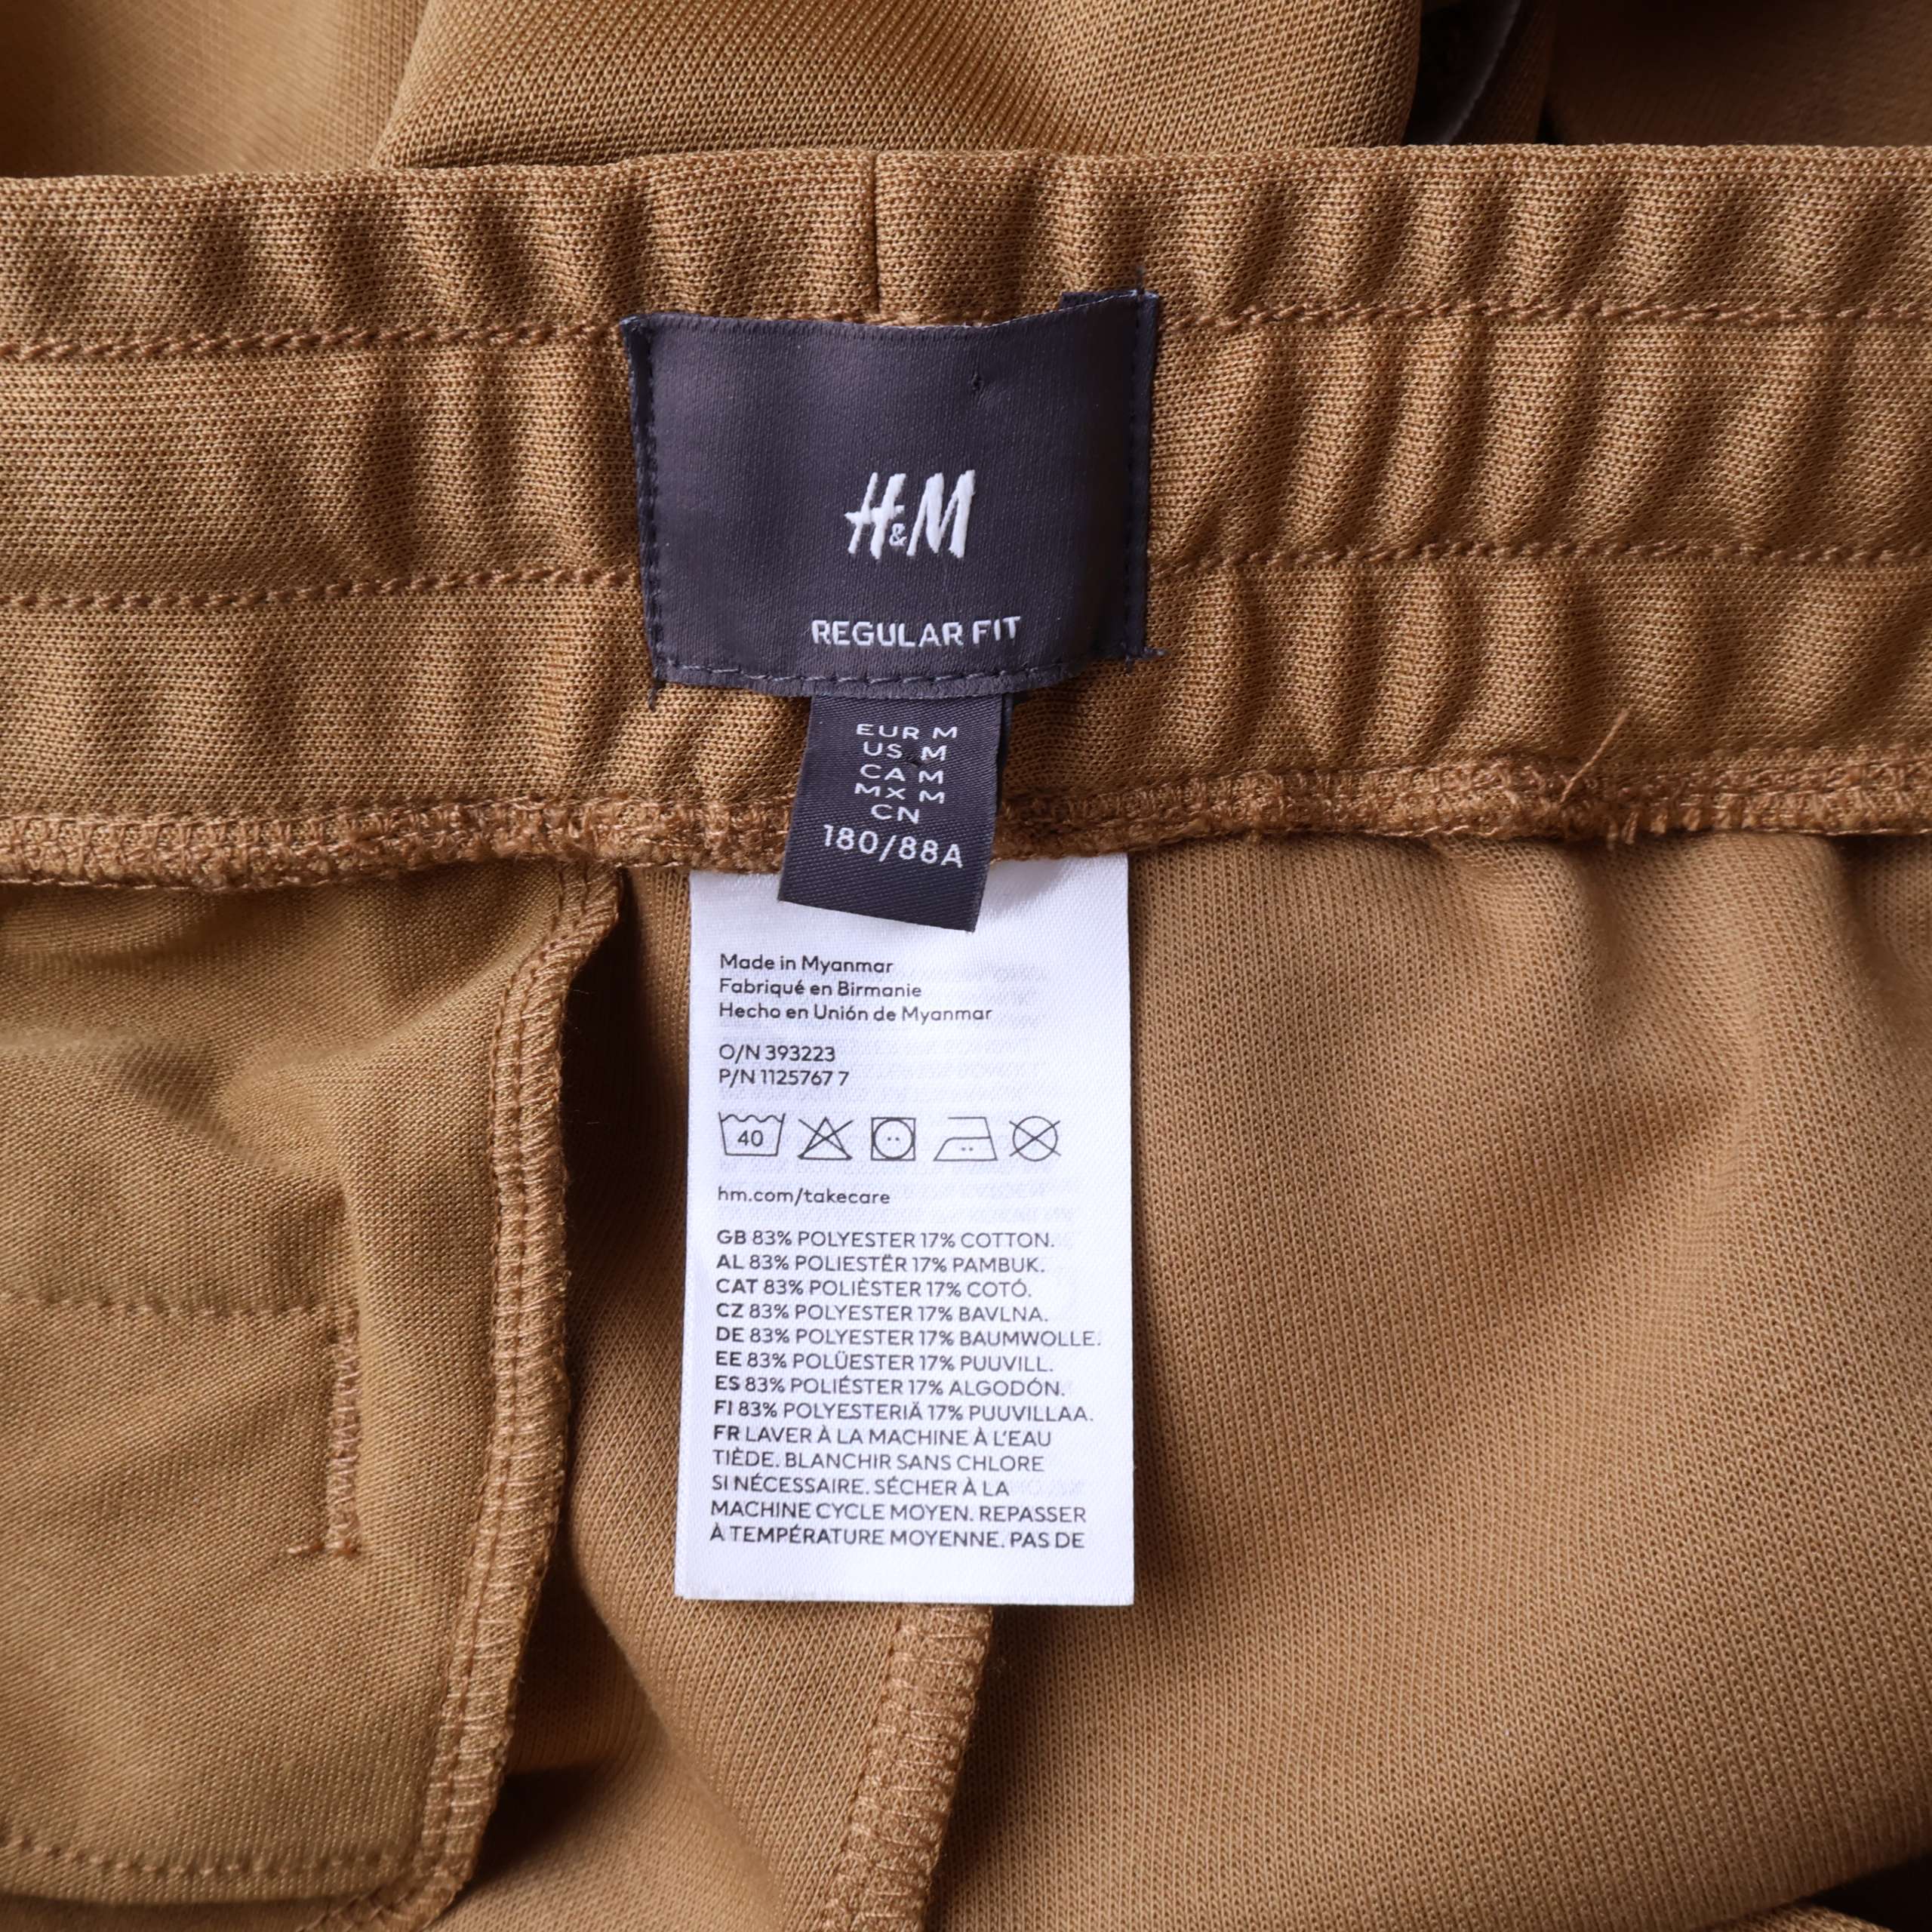 H&M
REGULAR FIT
EUR M
US M
CA M
MX M
CN
180/88A
Made in Myanmar
Fabriqué en Birmanie
Hecho en Unión de Myanmar
O/N 393223
P/N 1125767 7
40
hm.com/takecare
GB 83% POLYESTER 17% COTTON.
AL 83% POLIESTËR 17% PAMBUK.
CAT 83% POLIÈSTER 17% COTÓ.
CZ 83% POLYESTER 17% BAVLNA.
DE 83% POLYESTER 17% BAUMWOLLE.
EE 83% POLÜESTER 17% PUUVILL.
ES 83% POLIÉSTER 17% ALGODÓN.
FI 83% POLYESTERIÄ 17% PUUVILLAA.
FR LAVER À LA MACHINE À L'EAU
TIÈDE. BLANCHIR SANS CHLORE
SI NÉCESSAIRE. SÉCHER À LA
MACHINE CYCLE MOYEN. REPASSER
À TEMPÉRATURE MOYENNE. PAS DE